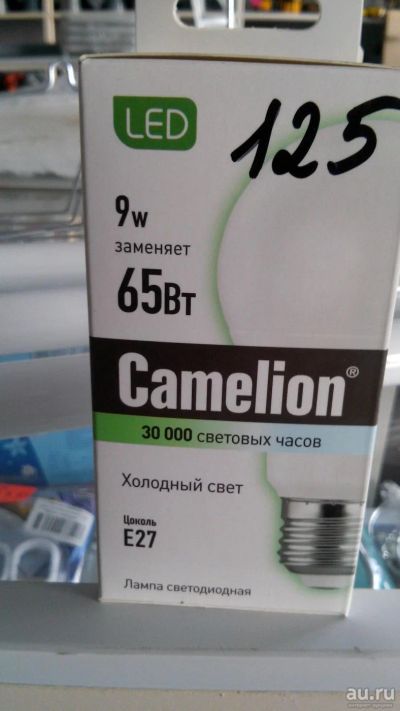 LED
125
9w
заменяет
65Вт
Camelion®
30 000 световых часов
Холодный свет
Цоколь
E27
Лампа светодиодная
au.ru